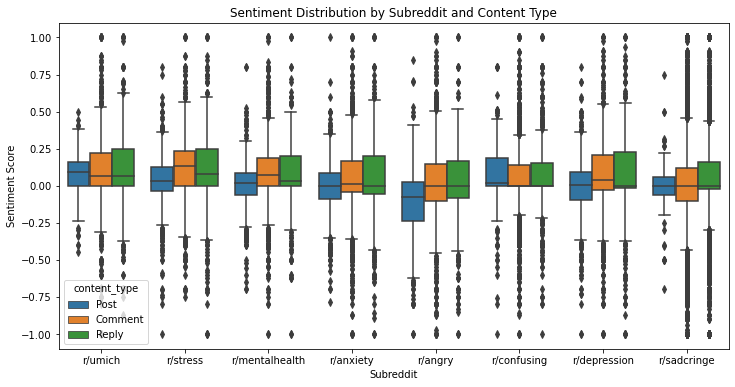 Sentiment Distribution by Subreddit and Content Type
Sentiment Score
1.00
0.75
0.50
0.25
0.00
−0.25
−0.50
−0.75
−1.00
content_type
Post
Comment
Reply
r/umich r/stress r/mentalhealth r/anxiety r/angry r/confusing r/depression r/sadcringe
Subreddit